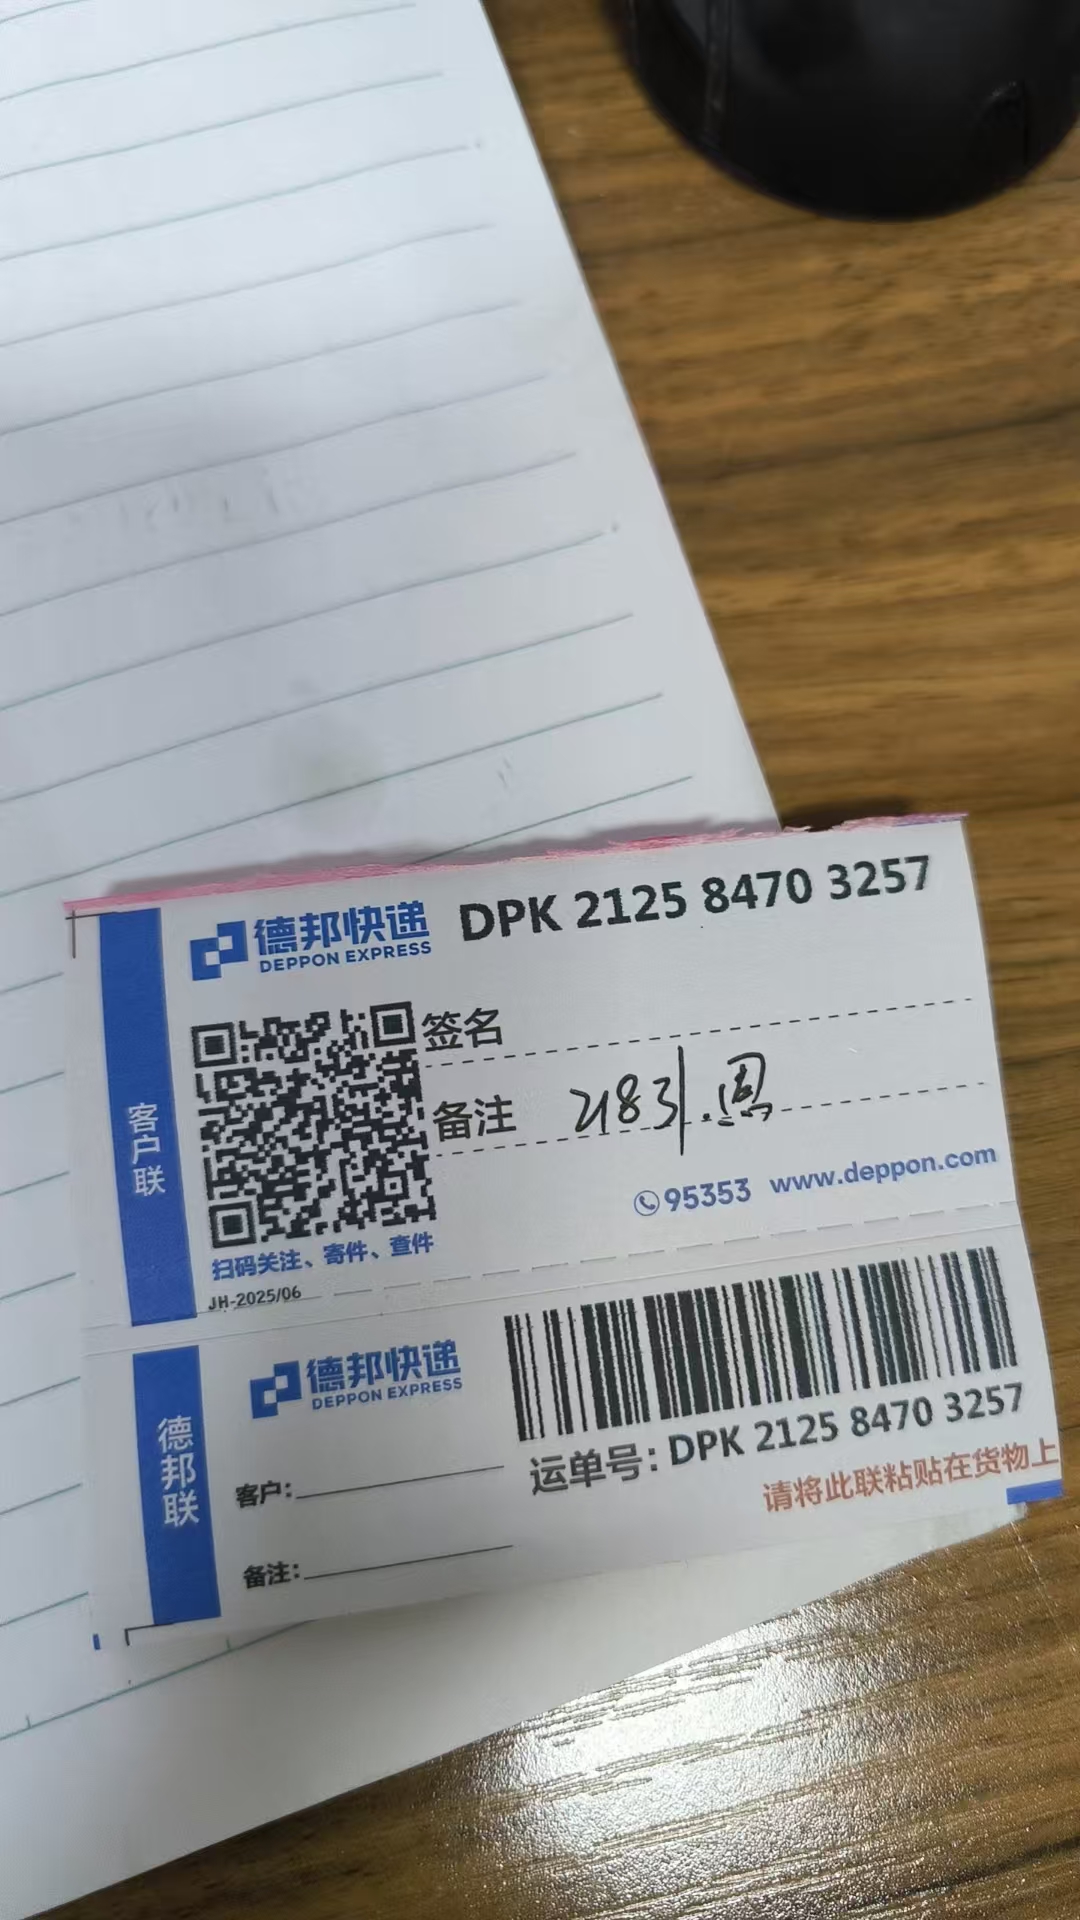 德邦快递 DPK 2125 8470 3257
DEPPON EXPRESS
签名
备注 21831.周
95353 www.deppon.com
客户联
扫码关注、寄件、查件
JH-2025/06
德邦快递
DEPPON EXPRESS
运单号: DPK 2125 8470 3257
请将此联粘贴在货物上
德邦联
客户:
备注: